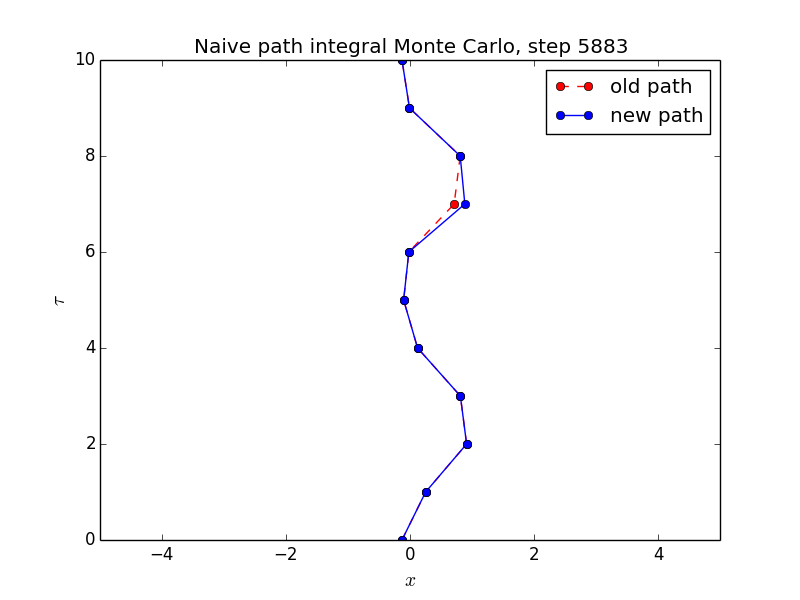 Naive path integral Monte Carlo, step 5883
old path
new path
10
8
6
4
2
0
τ
−4 −2 0 2 4
x